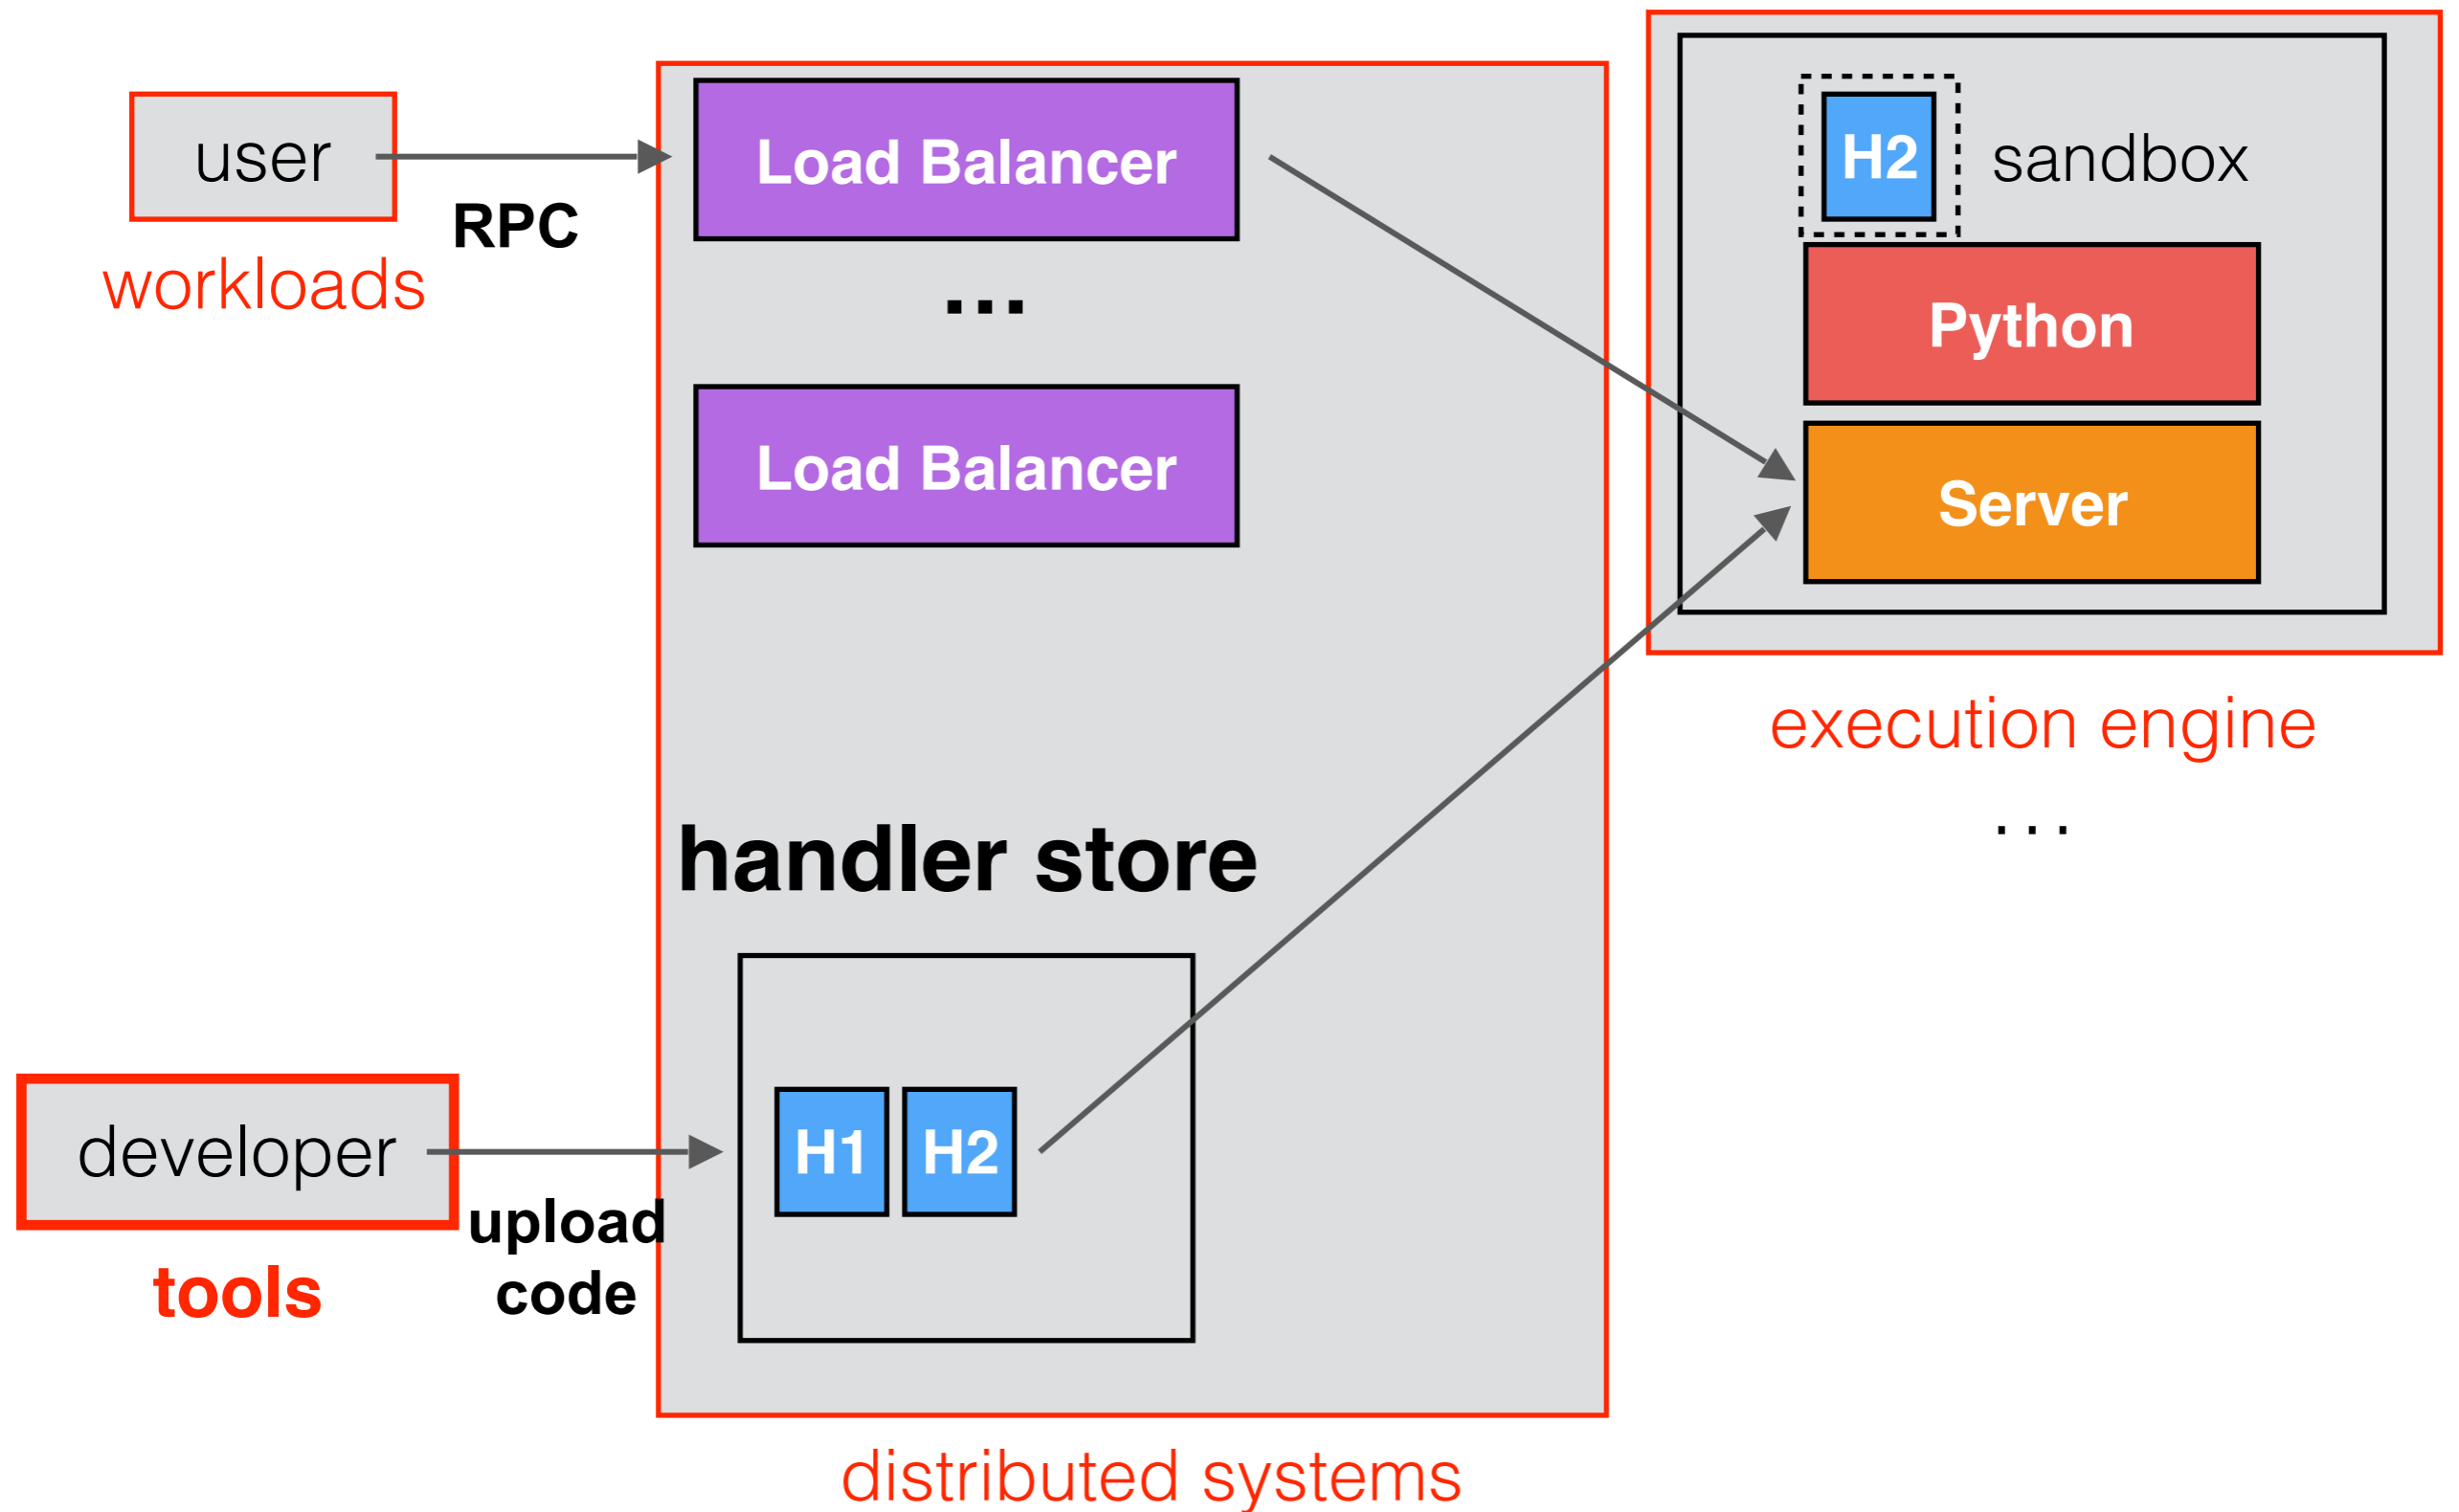 user
RPC
workloads
Load Balancer
...
Load Balancer
H2
sandbox
Python
Server
execution engine
...
handler store
H1
H2
developer
upload
code
tools
distributed systems